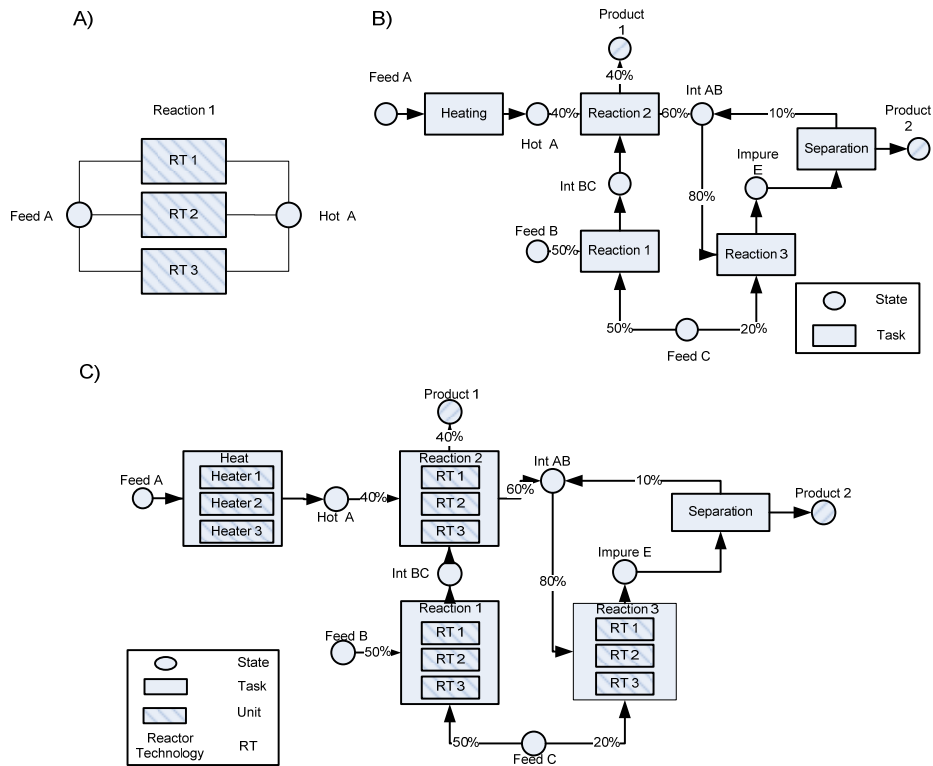 A)
Reaction 1
RT 1
Feed A
RT 2
Hot A
RT 3
B)
Product
1
40%
Feed A
Heating
40%
Hot A
Reaction 2
60%
Int AB
10%
Product
2
Separation
Impure
E
Int BC
80%
Feed B
50%
Reaction 1
Reaction 3
50%
20%
Feed C
State
Task
C)
Product 1
40%
Feed A
Heat
Heater 1
Heater 2
Heater 3
Hot A
40%
Reaction 2
RT 1
RT 2
RT 3
60%
Int AB
10%
Separation
Product 2
Int BC
Impure E
80%
Feed B
50%
Reaction 1
RT 1
RT 2
RT 3
Reaction 3
RT 1
RT 2
RT 3
50%
20%
Feed C
State
Task
Unit
Reactor
Technology
RT